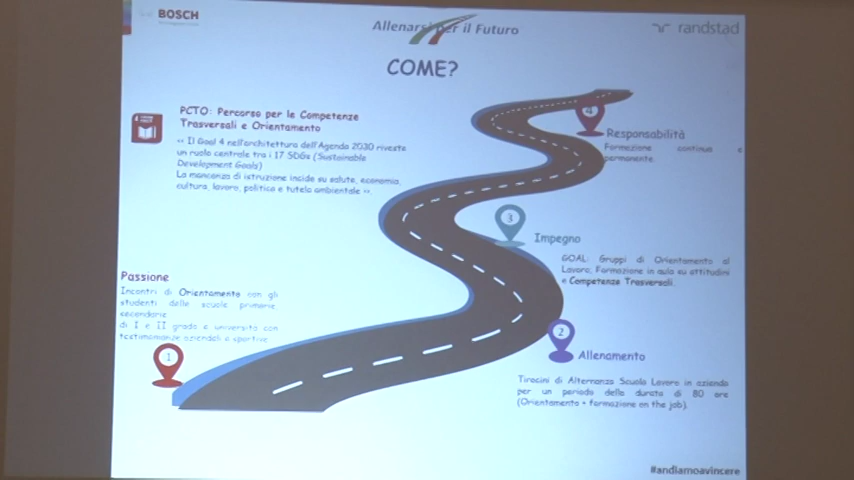 BOSCH
Allenarsi per il Futuro
randstad
COME?
PCTO: Percorso per le Competenze
Trasversali e Orientamento
4
‹‹ Il Goal 4 nell'architettura dell'Agenda 2030 riveste
un ruolo centrale tra i 17 SDGs (Sustainable
Development Goals)
La mancanza di istruzione incide su salute, economia,
cultura, lavoro, politica e tutela ambientale ››.
4
Responsabilità
Formazione continua e
permanente.
3
Impegno
GOAL: Gruppi di Orientamento al
Lavoro; Formazione in aula su attitudini
e Competenze Trasversali.
Passione
Incontri di Orientamento con gli
studenti delle scuole primarie,
secondarie
di I e II grado e università con
testimonianze aziendali e sportive
1
2
Allenamento
Tirocini di Alternanza Scuola Lavoro in azienda
per un periodo della durata di 80 ore
(Orientamento + formazione on the job).
#andiamoavincere